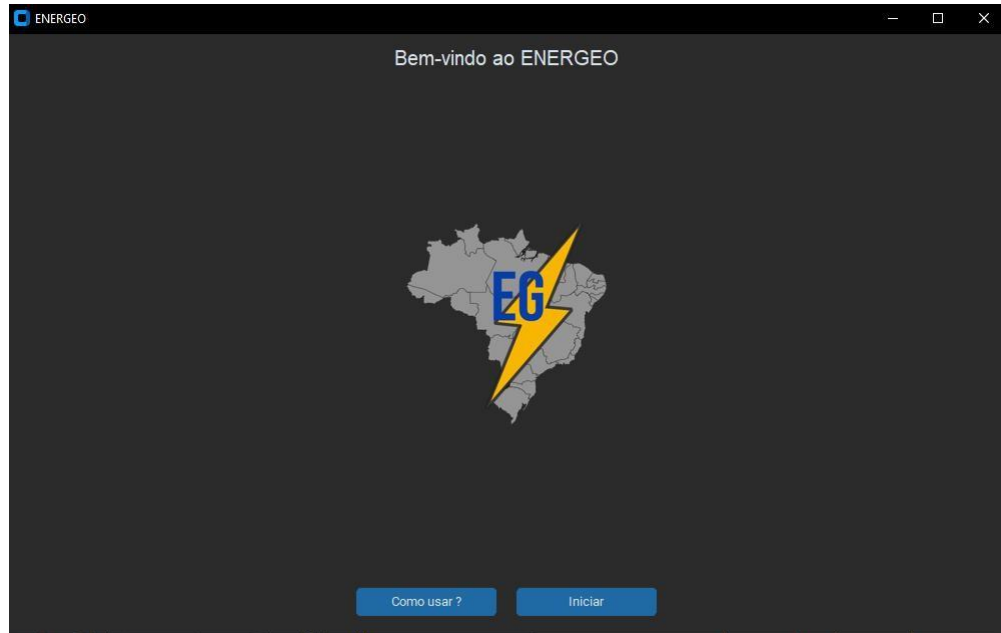 ENERGEO
Bem-vindo ao ENERGEO
EG
Como usar ?
Iniciar